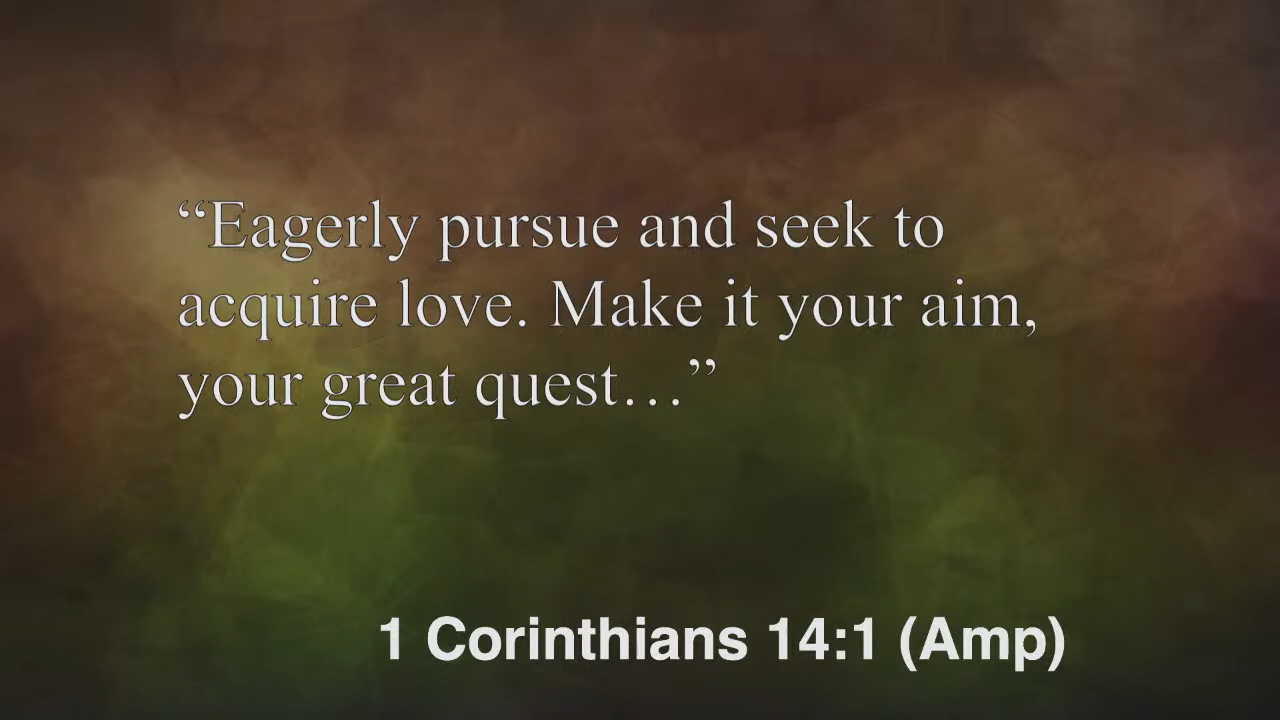 “Eagerly pursue and seek to
acquire love. Make it your aim,
your great quest…”
1 Corinthians 14:1 (Amp)